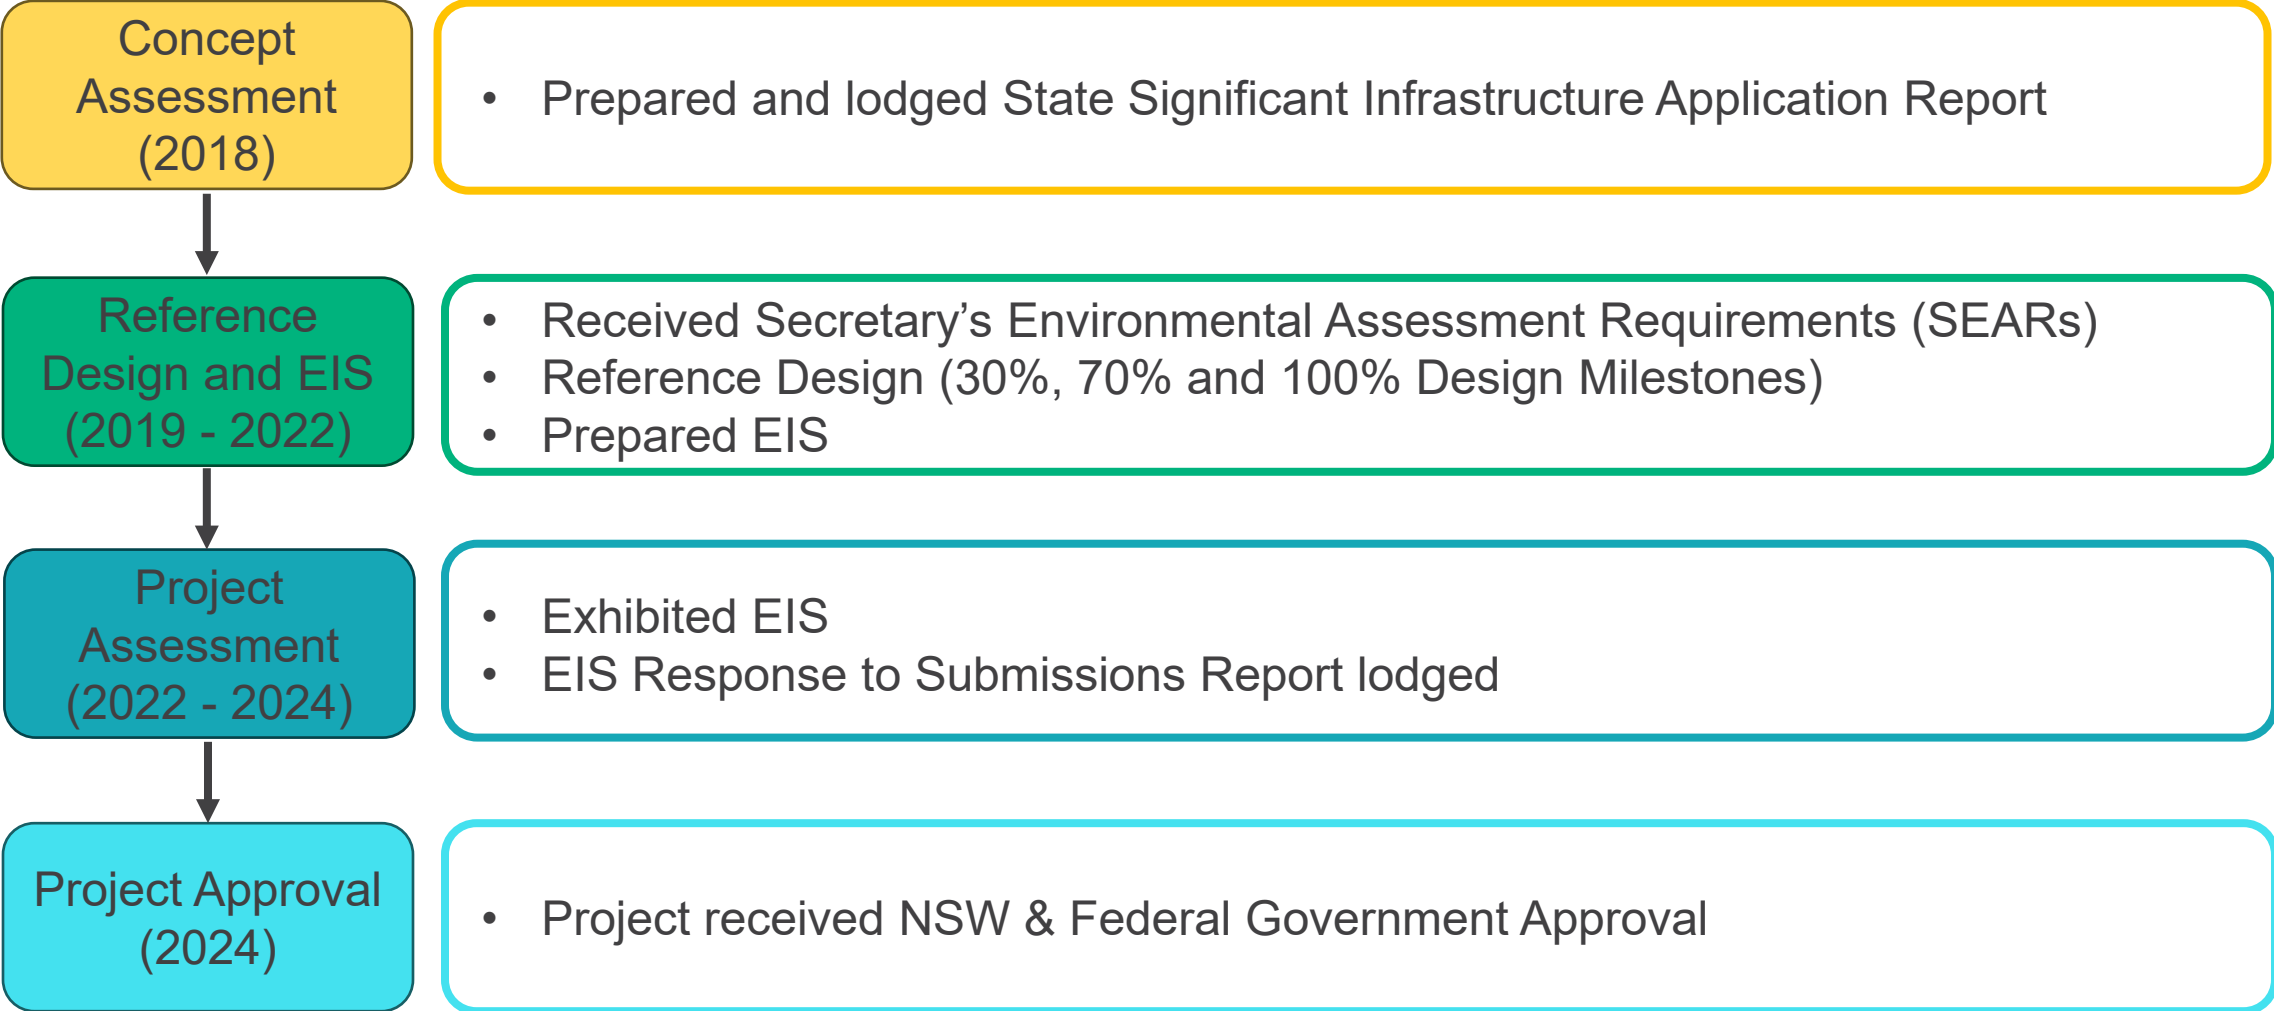 Concept
Assessment
(2018)
• Prepared and lodged State Significant Infrastructure Application Report
Reference
Design and EIS
(2019 - 2022)
• Received Secretary’s Environmental Assessment Requirements (SEARs)
• Reference Design (30%, 70% and 100% Design Milestones)
• Prepared EIS
Project
Assessment
(2022 - 2024)
• Exhibited EIS
• EIS Response to Submissions Report lodged
Project Approval
(2024)
• Project received NSW & Federal Government Approval